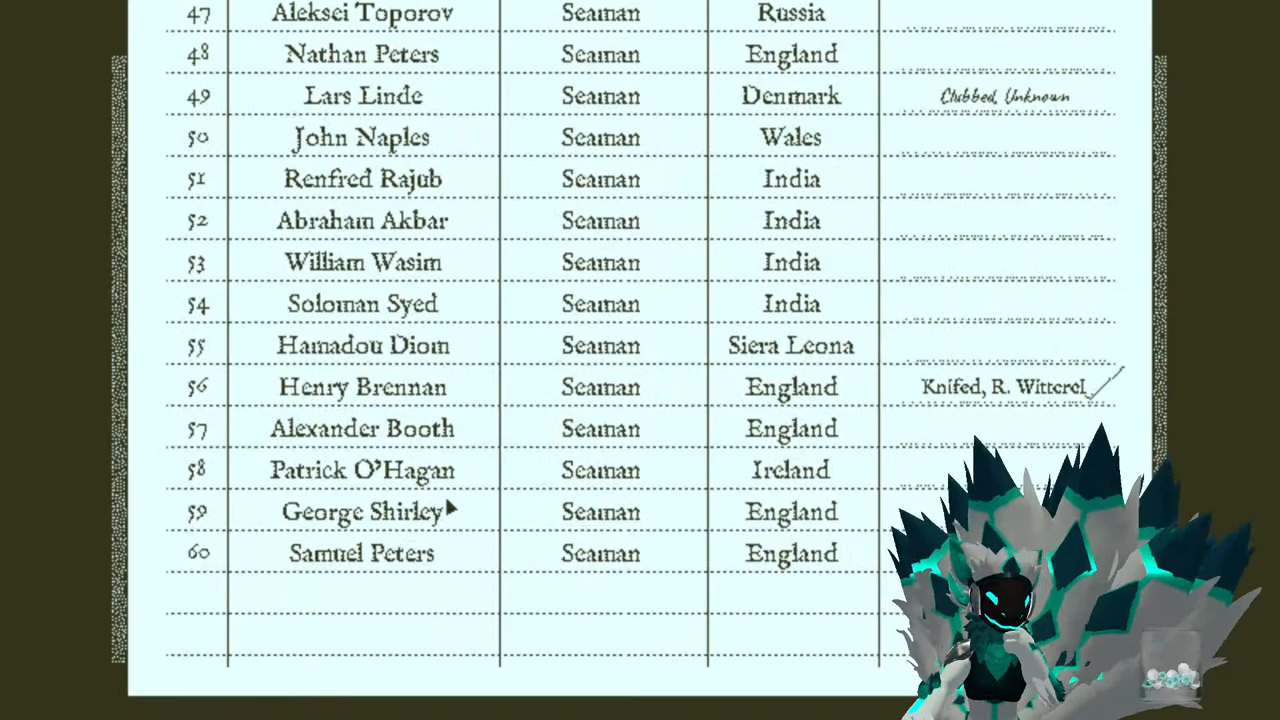 47 Aleksei Toporov Seaman Russia
48 Nathan Peters Seaman England
49 Lars Linde Seaman Denmark Clubbed, Unknown
50 John Naples Seaman Wales
51 Renfred Rajub Seaman India
52 Abraham Akbar Seaman India
53 William Wasim Seaman India
54 Soloman Syed Seaman India
55 Hamadou Diom Seaman Siera Leona
56 Henry Brennan Seaman England Knifed, R. Witterel
57 Alexander Booth Seaman England
58 Patrick O'Hagan Seaman Ireland
59 George Shirley Seaman England
60 Samuel Peters Seaman England